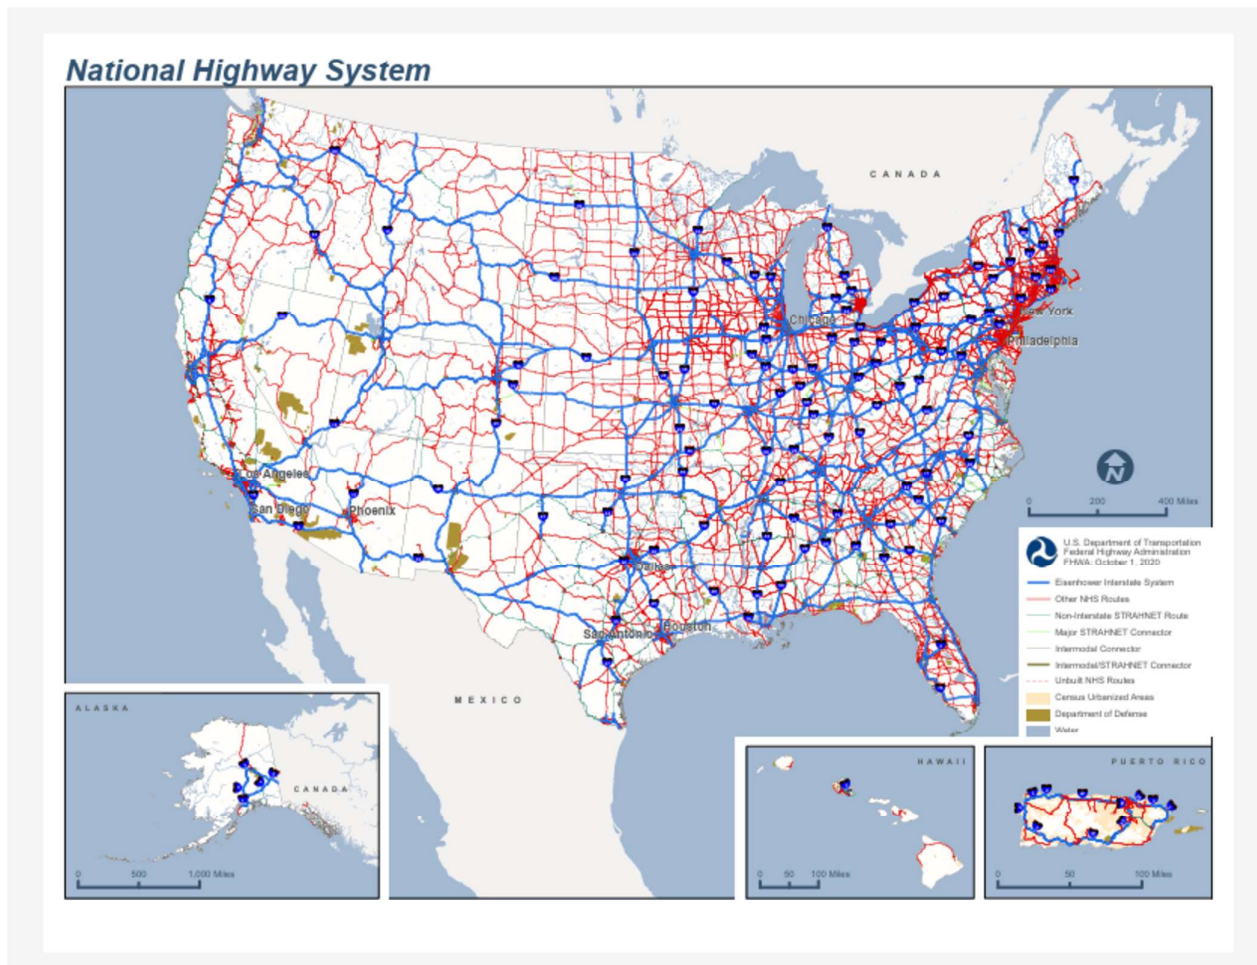 National Highway System
CANADA
Chicago
New York
Philadelphia
Los Angeles
San Diego
Phoenix
Dallas
San Antonio
Houston
MEXICO
N
0 200 400 Miles
U.S. Department of Transportation
Federal Highway Administration
FHWA: October 1, 2020
Eisenhower Interstate System
Other NHS Routes
Non-Interstate STRAHNET Route
Major STRAHNET Connector
Intermodal Connector
Intermodal/STRAHNET Connector
Unbuilt NHS Routes
Census Urbanized Areas
Department of Defense
Water
ALASKA
CANADA
0 500 1,000 Miles
HAWAII
0 50 100 Miles
PUERTO RICO
0 50 100 Miles